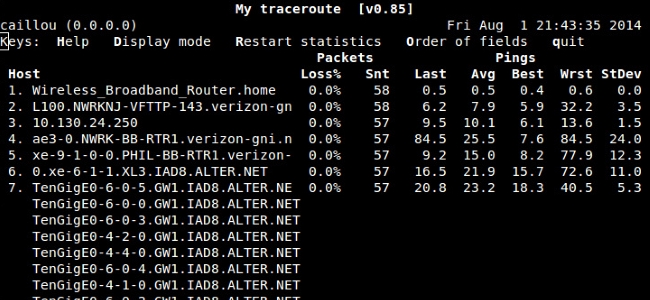 My traceroute  [v0.85]
caillou (0.0.0.0)                                        Fri Aug  1 21:43:35 2014
Keys:  Help   Display mode   Restart statistics   Order of fields   quit
                                       Packets               Pings
 Host                                Loss%   Snt   Last   Avg  Best  Wrst StDev
 1. Wireless_Broadband_Router.home    0.0%    58    0.5   0.5   0.4   0.6   0.0
 2. L100.NWRKNJ-VFTTP-143.verizon-gn  0.0%    58    6.2   7.9   5.9  32.2   3.5
 3. 10.130.24.250                     0.0%    57    9.5  10.1   6.1  13.6   1.5
 4. ae3-0.NWRK-BB-RTR1.verizon-gni.n  0.0%    57   84.5  25.5   7.6  84.5  24.0
 5. xe-9-1-0-0.PHIL-BB-RTR1.verizon-  0.0%    57    9.2  15.0   8.2  77.9  12.3
 6. 0.xe-6-1-1.XL3.IAD8.ALTER.NET     0.0%    57   16.5  21.9  15.7  72.6  11.0
 7. TenGigE0-6-0-5.GW1.IAD8.ALTER.NE  0.0%    57   20.8  23.2  18.3  40.5   5.3
    TenGigE0-6-0-0.GW1.IAD8.ALTER.NET
    TenGigE0-6-0-3.GW1.IAD8.ALTER.NET
    TenGigE0-4-2-0.GW1.IAD8.ALTER.NET
    TenGigE0-4-4-0.GW1.IAD8.ALTER.NET
    TenGigE0-6-0-4.GW1.IAD8.ALTER.NET
    TenGigE0-4-1-0.GW1.IAD8.ALTER.NET